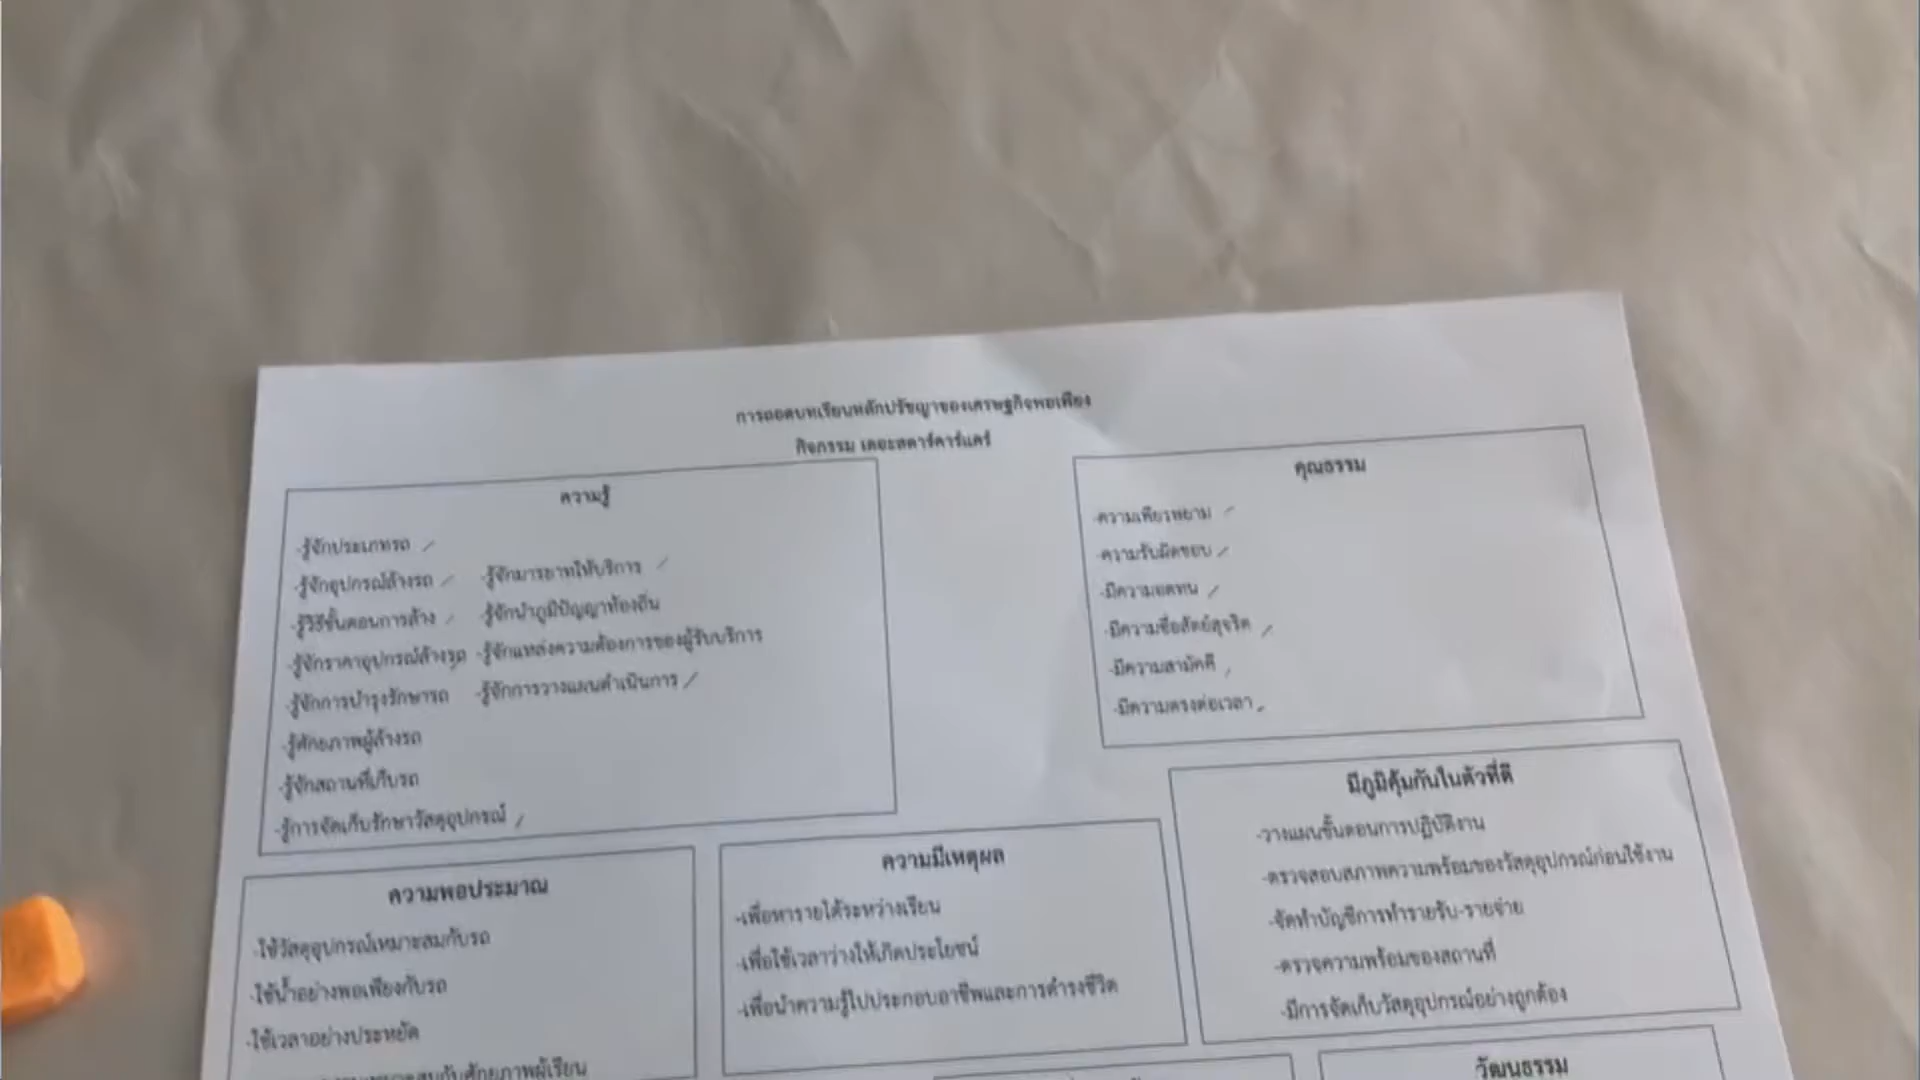 การถอดบทเรียนหลักปรัชญาของเศรษฐกิจพอเพียง
กิจกรรม เดอะสตาร์คาร์แคร์
ความรู้
-รู้จักประเภทรถ /
-รู้จักอุปกรณ์ล้างรถ /
-รู้วิธีขั้นตอนการล้าง /
-รู้จักราคาอุปกรณ์ล้างรถ /
-รู้จักการบำรุงรักษารถ
-รู้ศักยภาพผู้ล้างรถ
-รู้จักสถานที่เก็บรถ
-รู้การจัดเก็บรักษาวัสดุอุปกรณ์ /
-รู้จักมารยาทให้บริการ /
-รู้จักนำภูมิปัญญาท้องถิ่น
-รู้จักแหล่งความต้องการของผู้รับบริการ
-รู้จักการวางแผนดำเนินการ /
คุณธรรม
-ความเพียรพยาม /
-ความรับผิดชอบ /
-มีความอดทน /
-มีความซื่อสัตย์สุจริต /
-มีความสามัคคี /
-มีความตรงต่อเวลา /
ความพอประมาณ
-ใช้วัสดุอุปกรณ์เหมาะสมกับรถ
-ใช้น้ำอย่างพอเพียงกับรถ
-ใช้เวลาอย่างประหยัด
กับศักยภาพผู้เรียน
ความมีเหตุผล
-เพื่อหารายได้ระหว่างเรียน
-เพื่อใช้เวลาว่างให้เกิดประโยชน์
-เพื่อนำความรู้ไปประกอบอาชีพและการดำรงชีวิต
มีภูมิคุ้มกันในตัวที่ดี
-วางแผนขั้นตอนการปฏิบัติงาน
-ตรวจสอบสภาพความพร้อมของวัสดุอุปกรณ์ก่อนใช้งาน
-จัดทำบัญชีการทำรายรับ-รายจ่าย
-ตรวจความพร้อมของสถานที่
-มีการจัดเก็บวัสดุอุปกรณ์อย่างถูกต้อง
วัฒนธรรม